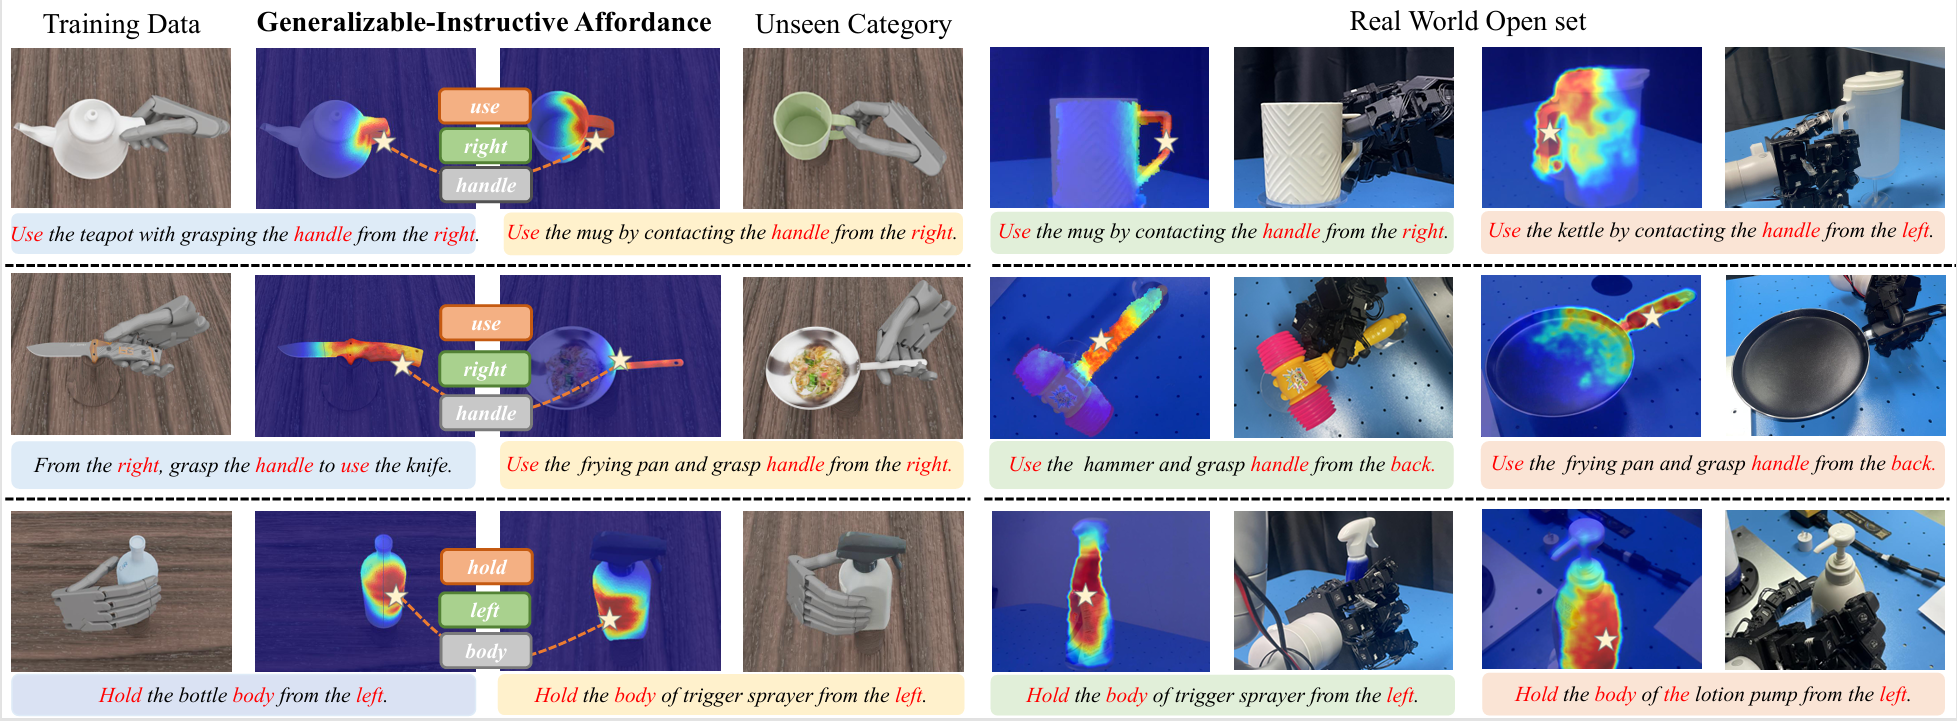 Training Data
Generalizable-Instructive Affordance
Unseen Category
Real World Open set
use
right
handle
Use the teapot with grasping the handle from the right.
Use the mug by contacting the handle from the right.
Use the mug by contacting the handle from the right.
Use the kettle by contacting the handle from the left.
use
right
handle
From the right, grasp the handle to use the knife.
Use the frying pan and grasp handle from the right.
Use the hammer and grasp handle from the back.
Use the frying pan and grasp handle from the back.
hold
left
body
Hold the bottle body from the left.
Hold the body of trigger sprayer from the left.
Hold the body of trigger sprayer from the left.
Hold the body of the lotion pump from the left.